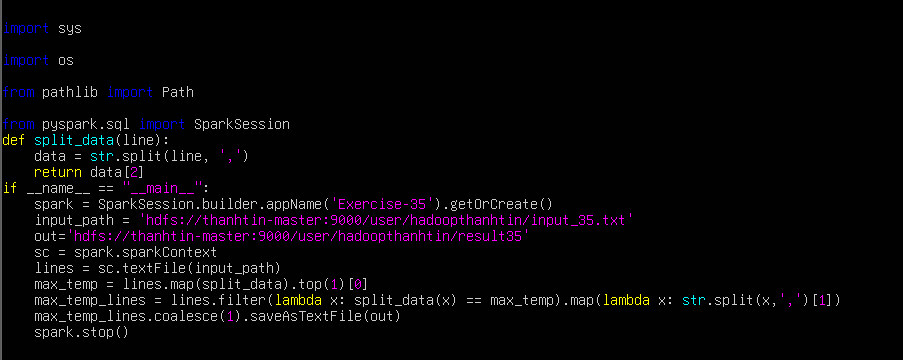 import sys
import os
from pathlib import Path
from pyspark.sql import SparkSession
def split_data(line):
    data = str.split(line, ',')
    return data[2]
if __name__ == "__main__":
    spark = SparkSession.builder.appName('Exercise-35').getOrCreate()
    input_path = 'hdfs://thanhtin-master:9000/user/hadoopthanhtin/input_35.txt'
    out='hdfs://thanhtin-master:9000/user/hadoopthanhtin/result35'
    sc = spark.sparkContext
    lines = sc.textFile(input_path)
    max_temp = lines.map(split_data).top(1)[0]
    max_temp_lines = lines.filter(lambda x: split_data(x) == max_temp).map(lambda x: str.split(x,',')[1])
    max_temp_lines.coalesce(1).saveAsTextFile(out)
    spark.stop()